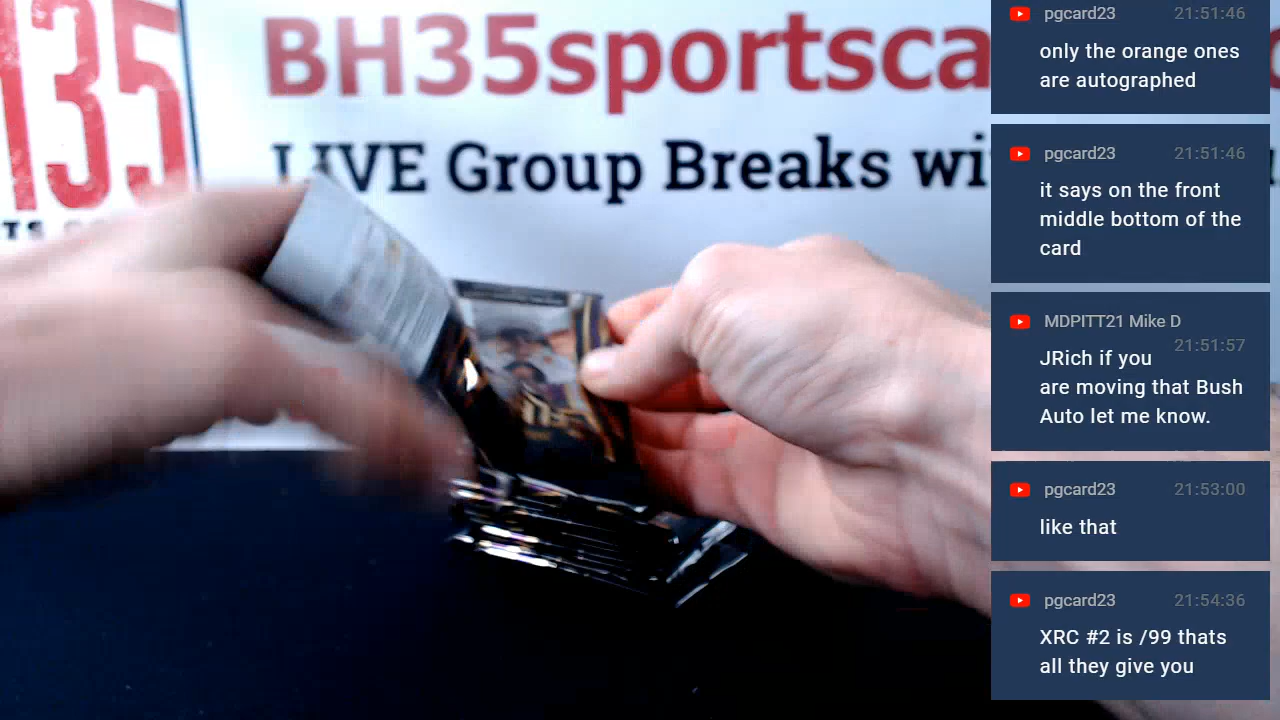 135
BH35sportsca
LIVE Group Breaks wi
pgcard23 21:51:46
only the orange ones
are autographed
pgcard23 21:51:46
it says on the front
middle bottom of the
card
MDPITT21 Mike D
21:51:57
JRich if you
are moving that Bush
Auto let me know.
pgcard23 21:53:00
like that
pgcard23 21:54:36
XRC #2 is /99 thats
all they give you